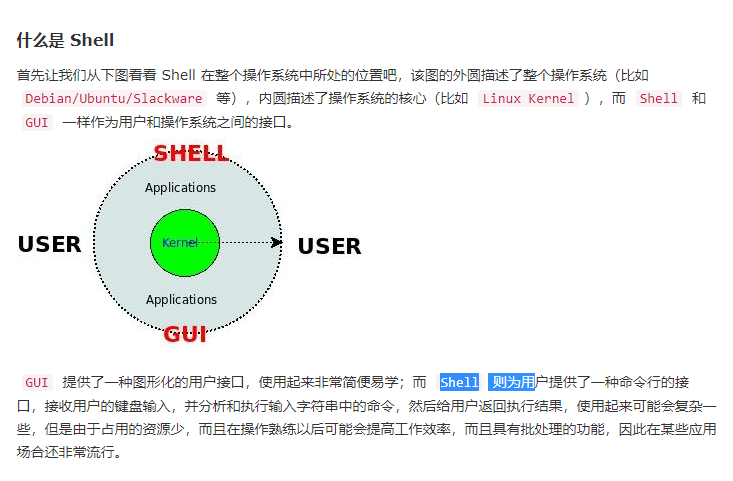 什么是 Shell
首先让我们从下图看看 Shell 在整个操作系统中所处的位置吧，该图的外圆描述了整个操作系统（比如
Debian/Ubuntu/Slackware 等），内圆描述了操作系统的核心（比如 Linux Kernel ），而 Shell 和
GUI 一样作为用户和操作系统之间的接口。
SHELL
Applications
USER
Kernel
USER
Applications
GUI
GUI 提供了一种图形化的用户接口，使用起来非常简便易学；而 Shell 则为用户提供了一种命令行的接
口，接收用户的键盘输入，并分析和执行输入字符串中的命令，然后给用户返回执行结果，使用起来可能会复杂一
些，但是由于占用的资源少，而且在操作熟练以后可能会提高工作效率，而且具有批处理的功能，因此在某些应用
场合还非常流行。